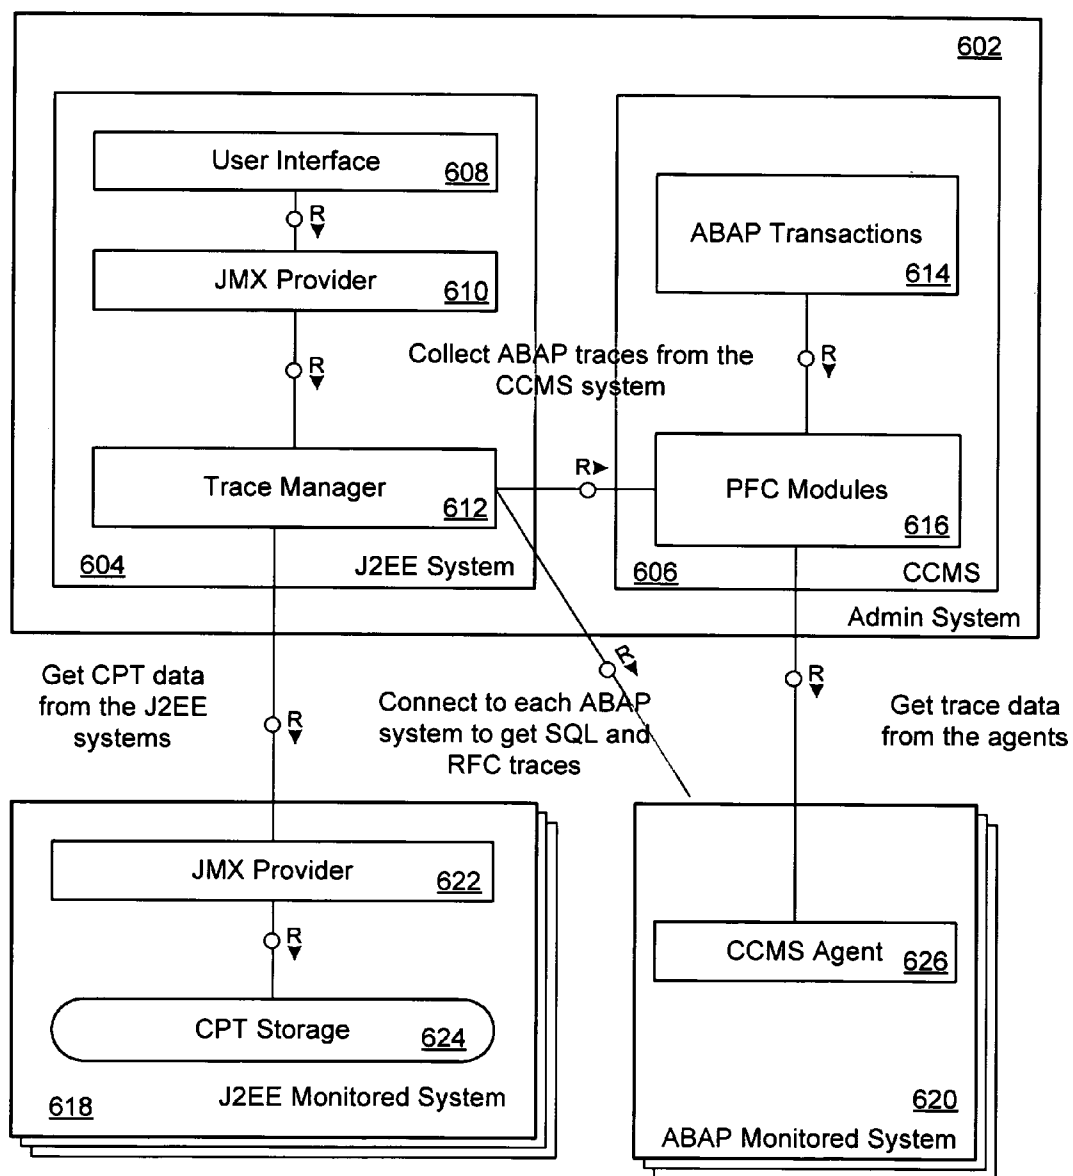 602
User Interface
608
R
JMX Provider
610
R
Trace Manager
612
604
J2EE System
ABAP Transactions
614
R
Collect ABAP traces from the
CCMS system
R
PFC Modules
616
606
CCMS
Admin System
Get CPT data
from the J2EE
systems
R
Connect to each ABAP
system to get SQL and
RFC traces
R
R
Get trace data
from the agents
JMX Provider
622
R
CPT Storage
624
618
J2EE Monitored System
CCMS Agent
626
620
ABAP Monitored System